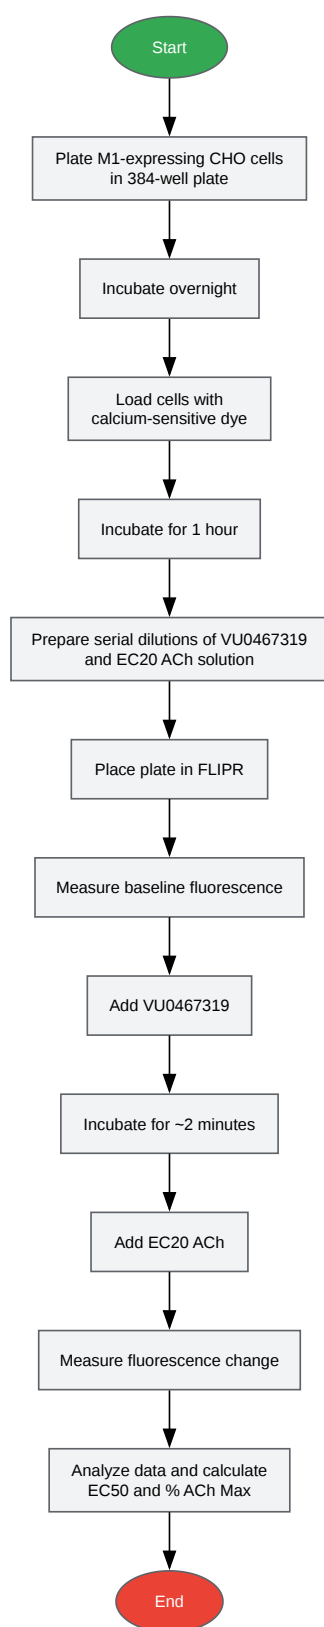 Start
Plate M1-expressing CHO cells
in 384-well plate
Incubate overnight
Load cells with
calcium-sensitive dye
Incubate for 1 hour
Prepare serial dilutions of VU0467319
and EC20 ACh solution
Place plate in FLIPR
Measure baseline fluorescence
Add VU0467319
Incubate for ~2 minutes
Add EC20 ACh
Measure fluorescence change
Analyze data and calculate
EC50 and % ACh Max
End